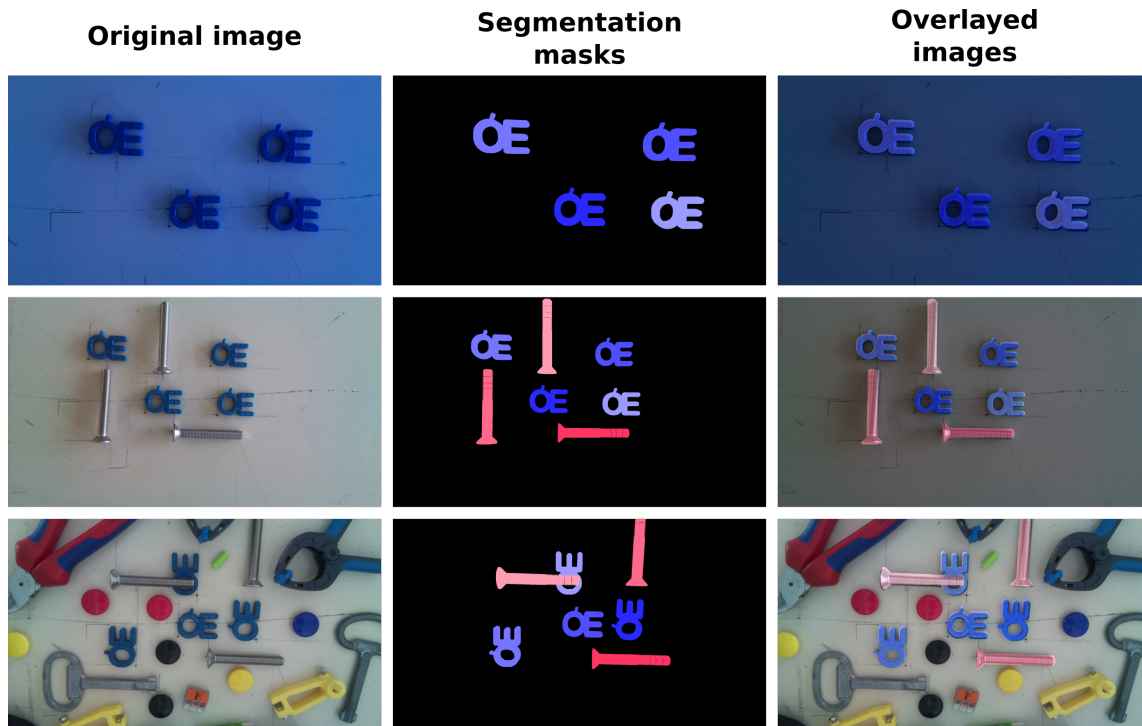 Original image
Segmentation
masks
Overlayed
images